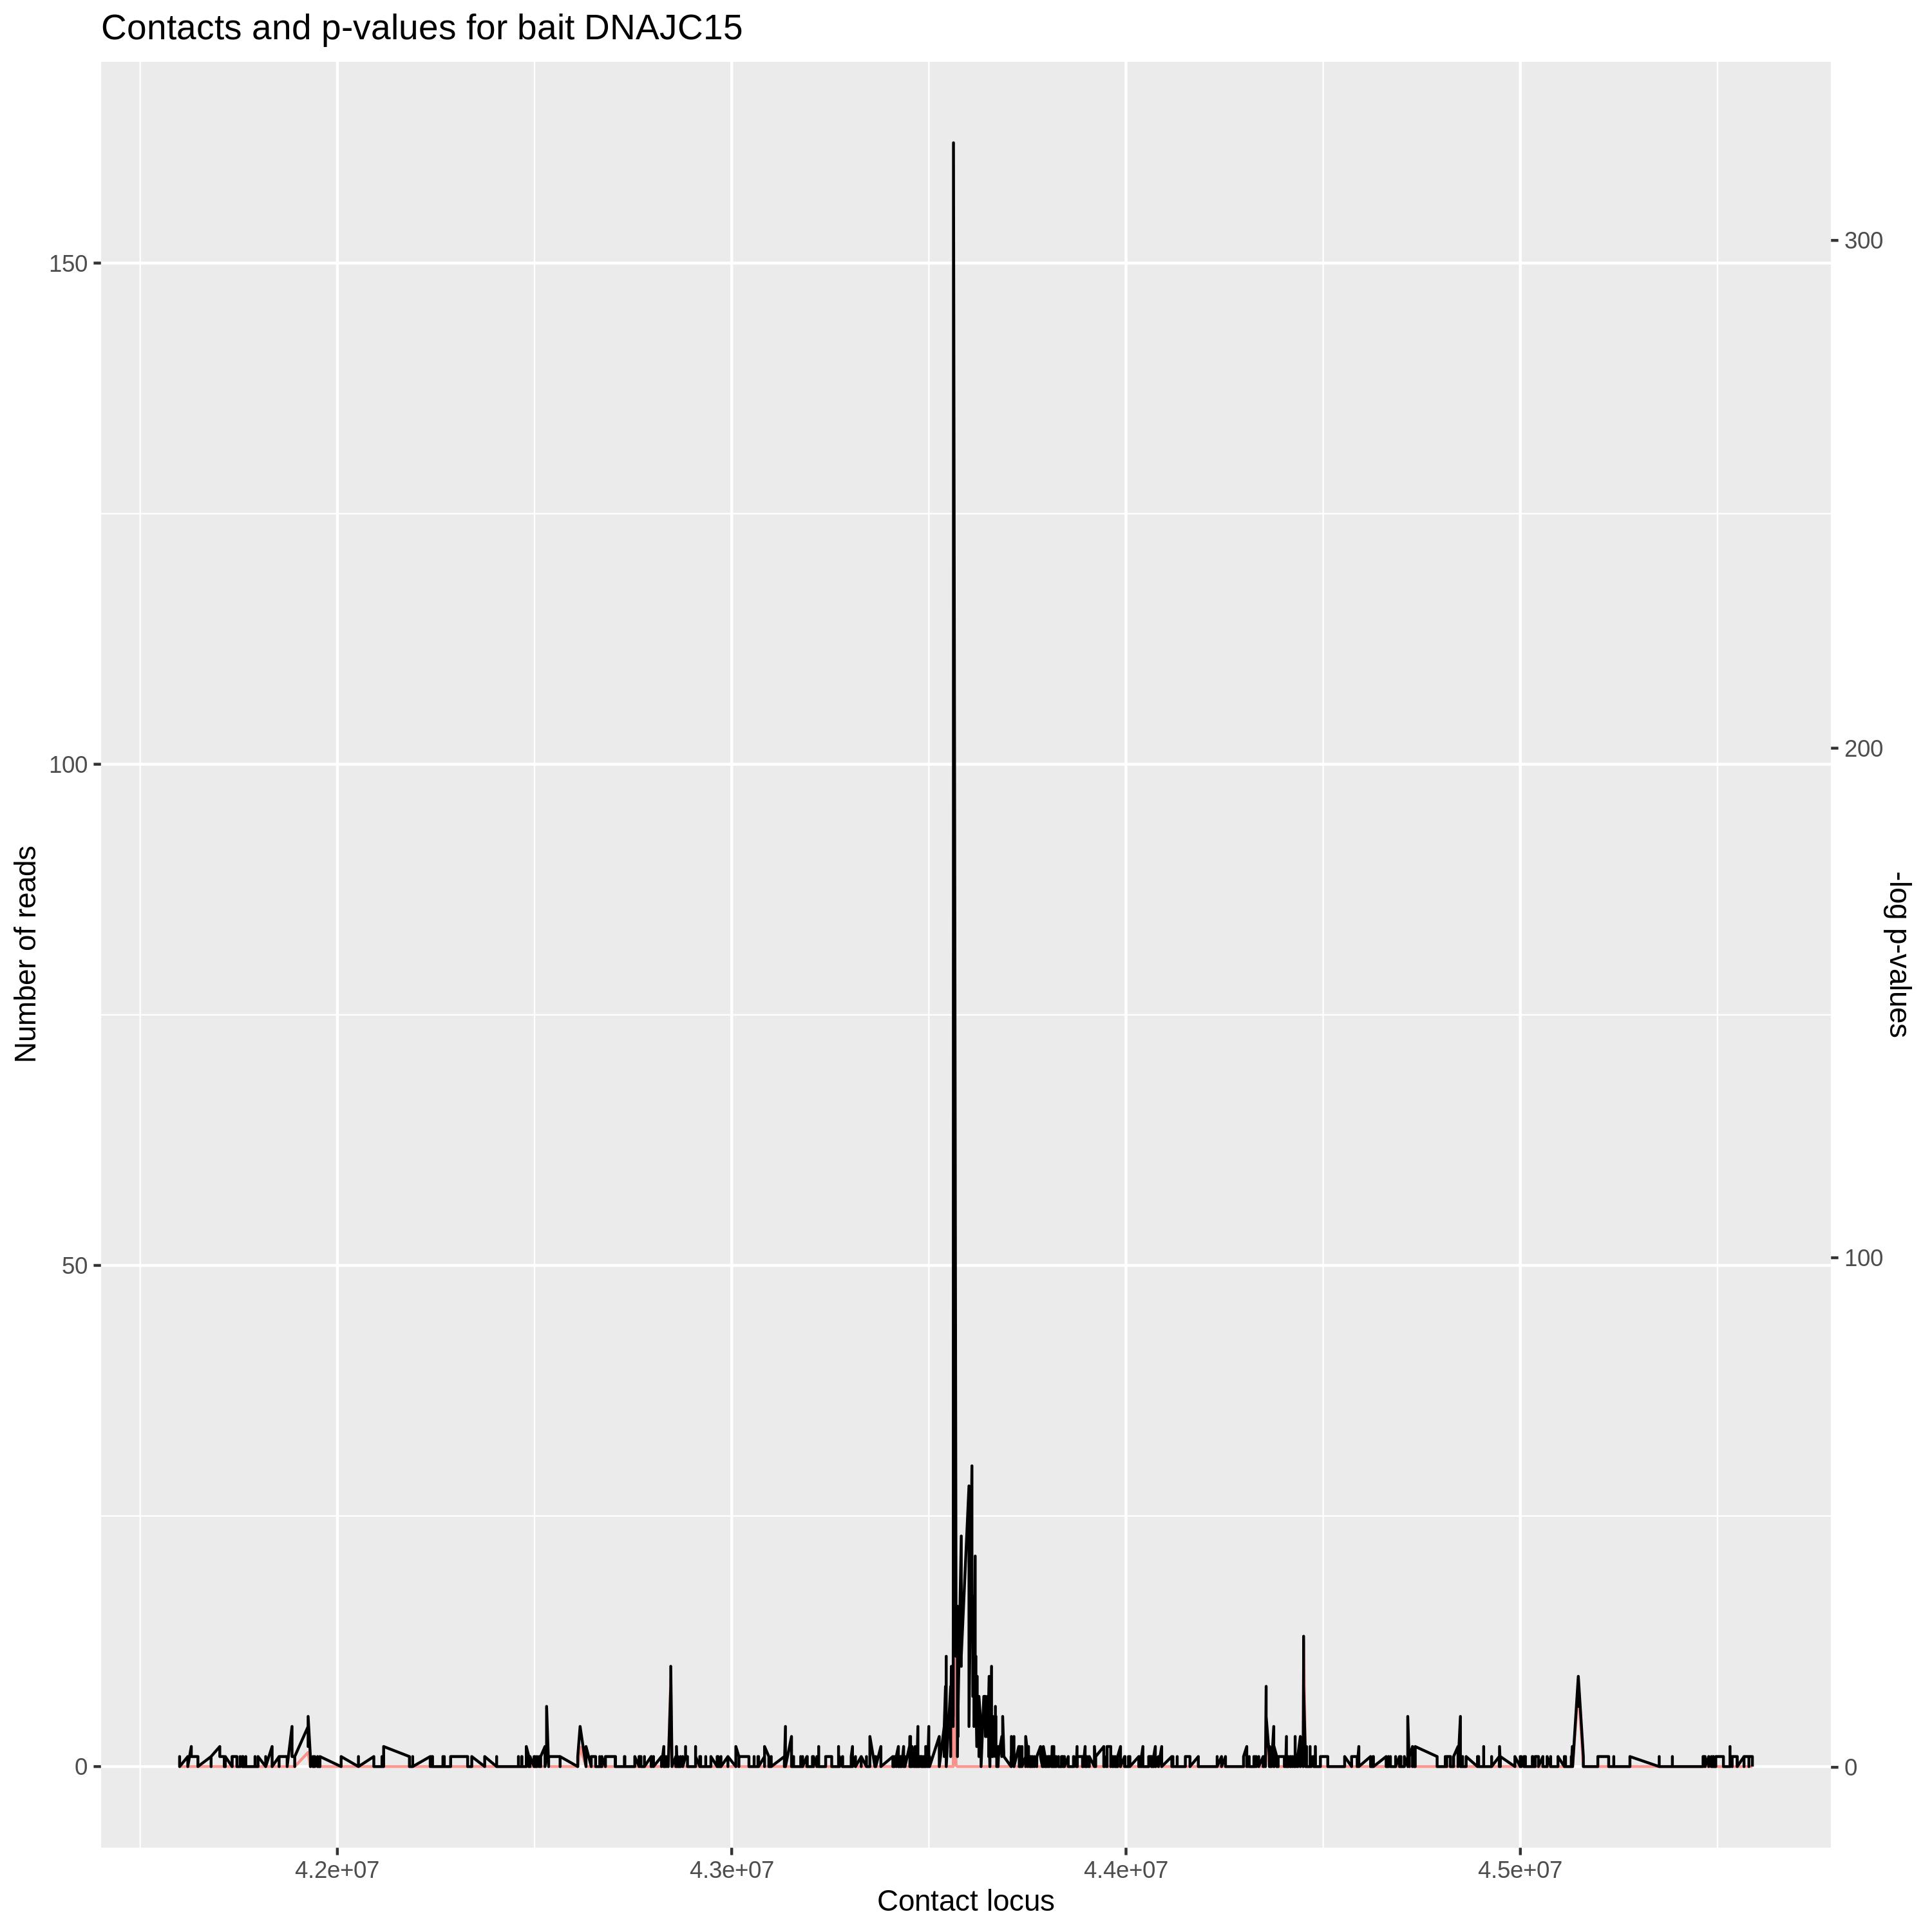 Contacts and p-values for bait DNAJC15
Number of reads
150
100
50
0
300
200
100
0
-log p-values
4.2e+07
4.3e+07
4.4e+07
4.5e+07
Contact locus